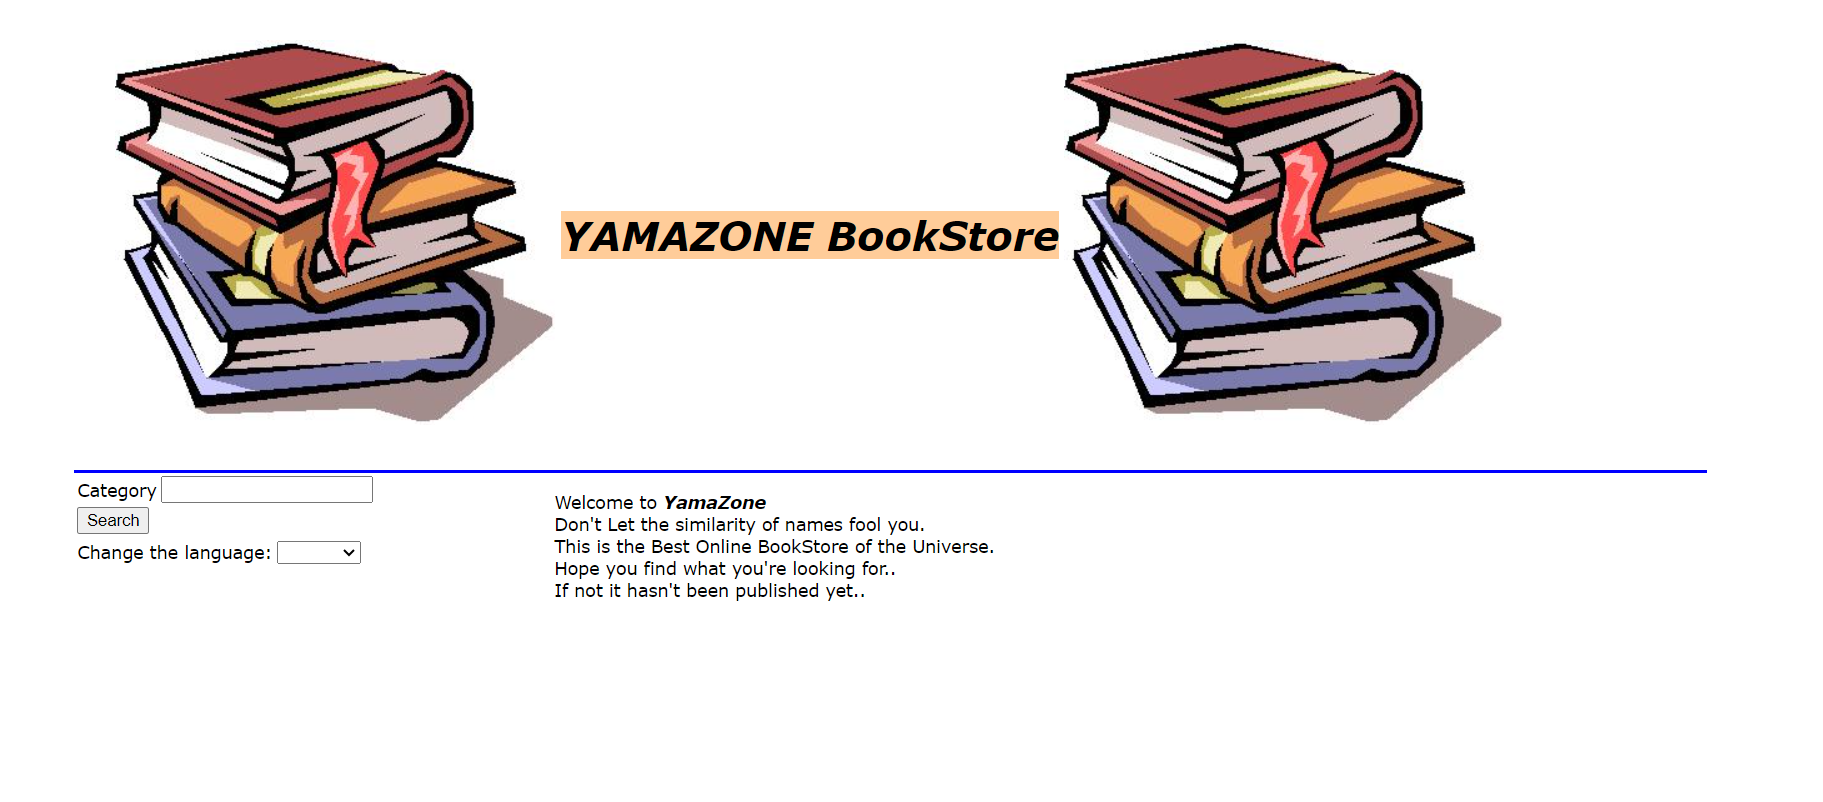 YAMAZONE BookStore
Category
Search
Change the language:
Welcome to YamaZone
Don't Let the similarity of names fool you.
This is the Best Online BookStore of the Universe.
Hope you find what you're looking for..
If not it hasn't been published yet..